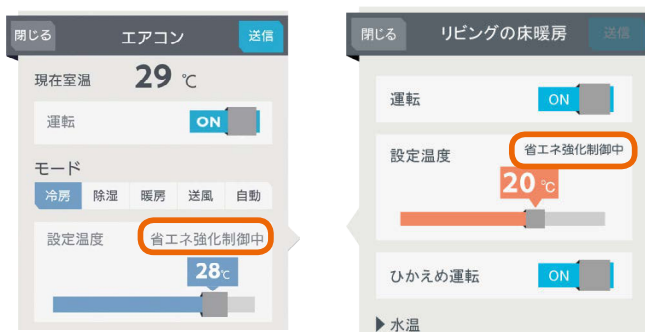 閉じる エアコン 送信
現在室温 29 ℃
運転 ON
モード
冷房 除湿 暖房 送風 自動
設定温度 省エネ強化制御中
28℃
閉じる リビングの床暖房 送信
運転 ON
設定温度 省エネ強化制御中
20 ℃
ひかえめ運転 ON
▶ 水温